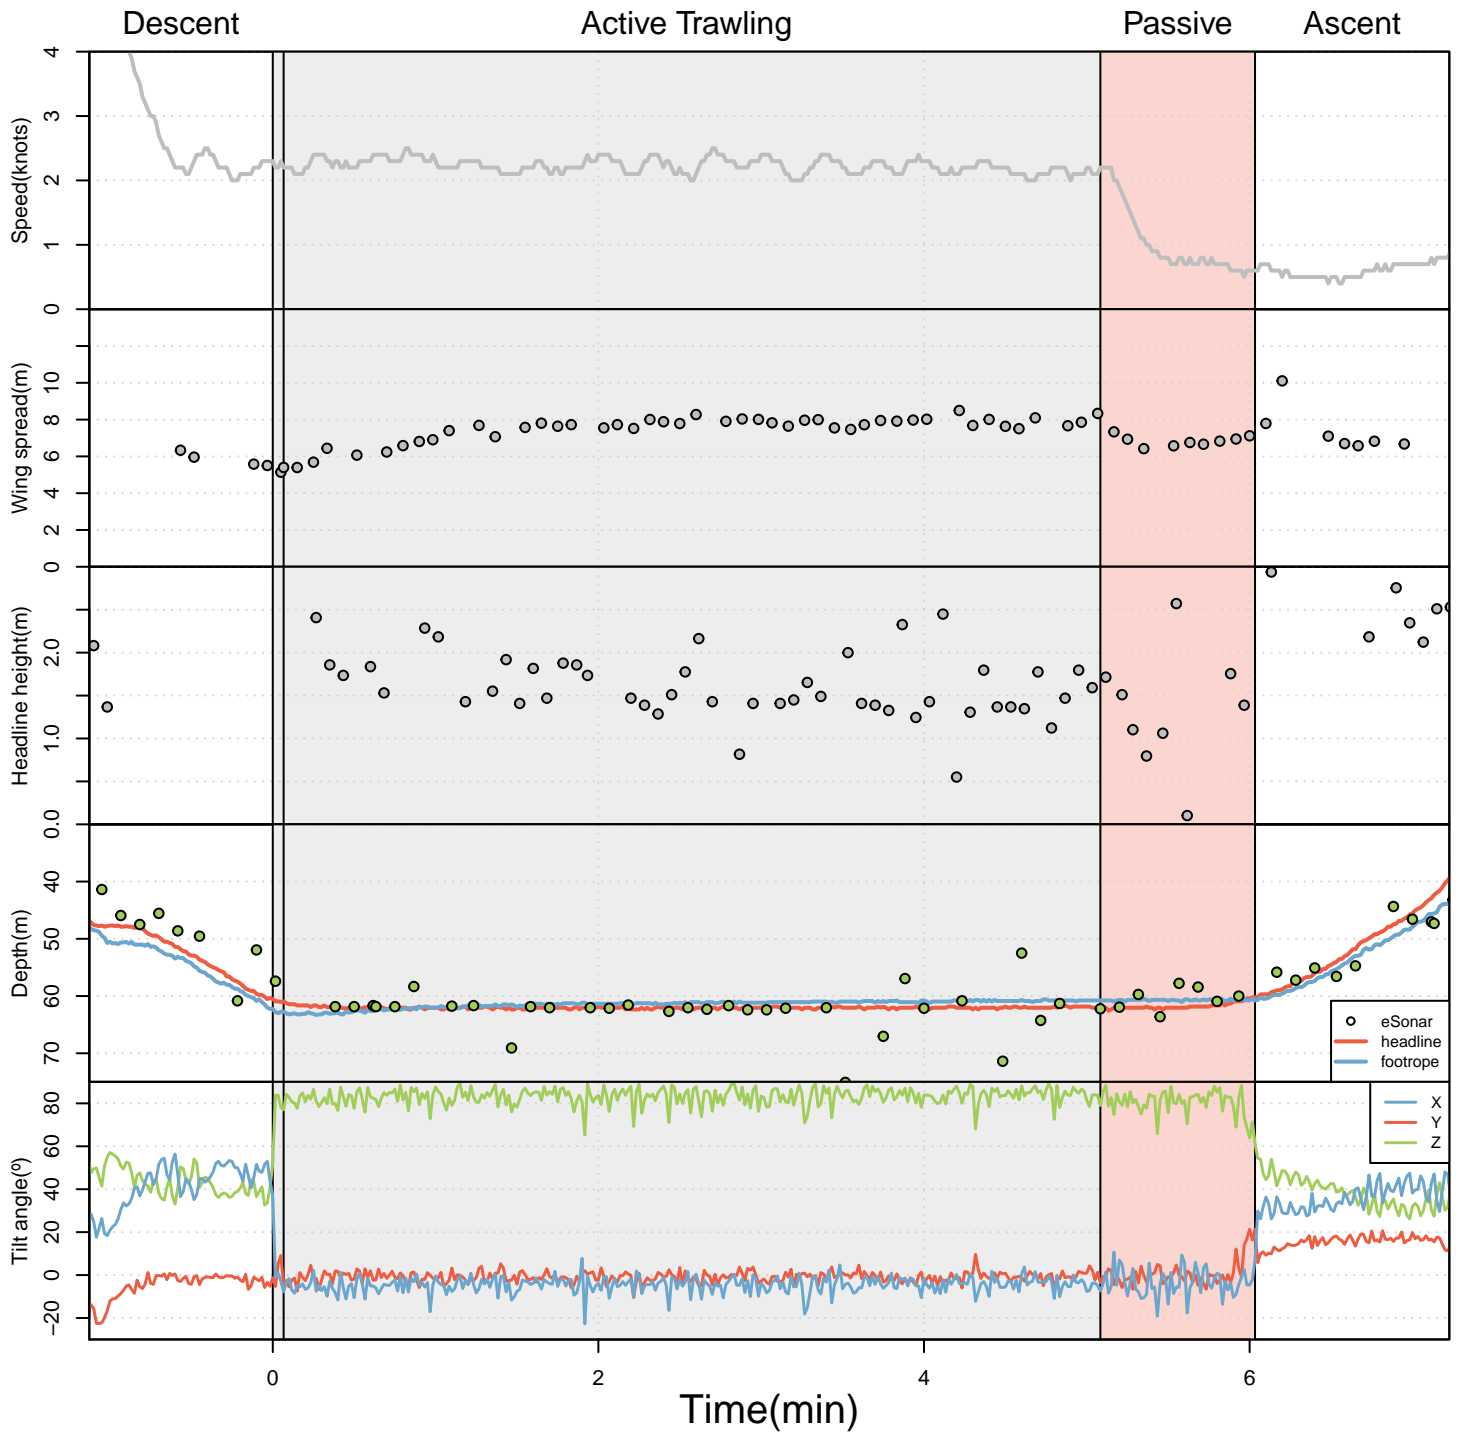 Descent Active Trawling Passive Ascent
Speed(knots)
0 1 2 3 4
Wing spread(m)
0 2 4 6 8 10
Headline height(m)
0.0 1.0 2.0
Depth(m)
40 50 60 70
eSonar
headline
footrope
Tilt angle(º)
−20 0 20 40 60 80
X
Y
Z
0 2 4 6
Time(min)